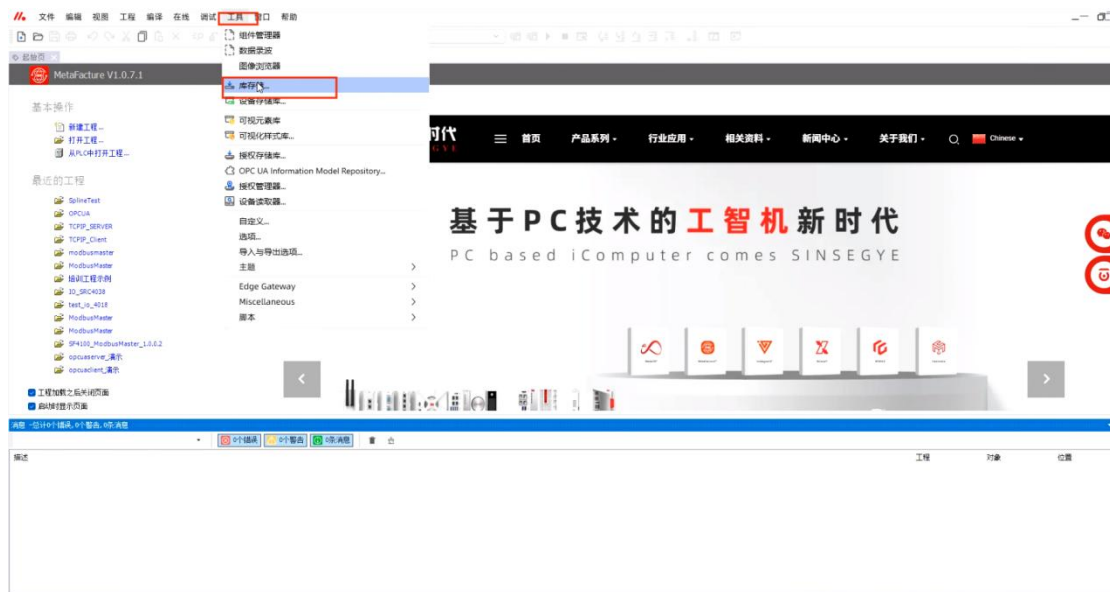 文件 编辑 视图 工程 编译 在线 调试 工具 窗口 帮助
起始页
MetaFacture V1.0.7.1
组件管理器
数据录波
图像浏览器
库存储...
设备存储库...
可视元素库
可视化样式库...
授权存储库...
OPC UA Information Model Repository...
授权管理器...
设备读取器...
自定义...
选项...
导入与导出选项...
主题
Edge Gateway
Miscellaneous
脚本
基本操作
新建工程...
打开工程...
从PLC中打开工程...
最近的工程
SplineTest
OPCUA
TCPIP_SERVER
TCPIP_Client
modbusmaster
ModbusMaster
培训工程示例
IO_SRC4038
test_io_4018
ModbusMaster
ModbusMaster
SP4100_ModbusMaster_1.0.0.2
opcuaserver_演示
opcuaclient_演示
工程加载之后关闭页面
启动时显示页面
时代 首页 产品系列 行业应用 相关资料 新闻中心 关于我们 Chinese
GYE
基于PC技术的工智机新时代
PC based iComputer comes SINSEGYE
消息 -总计0个错误,0个警告,0条消息
0个错误 0个警告 0条消息
描述 工程 对象 位置